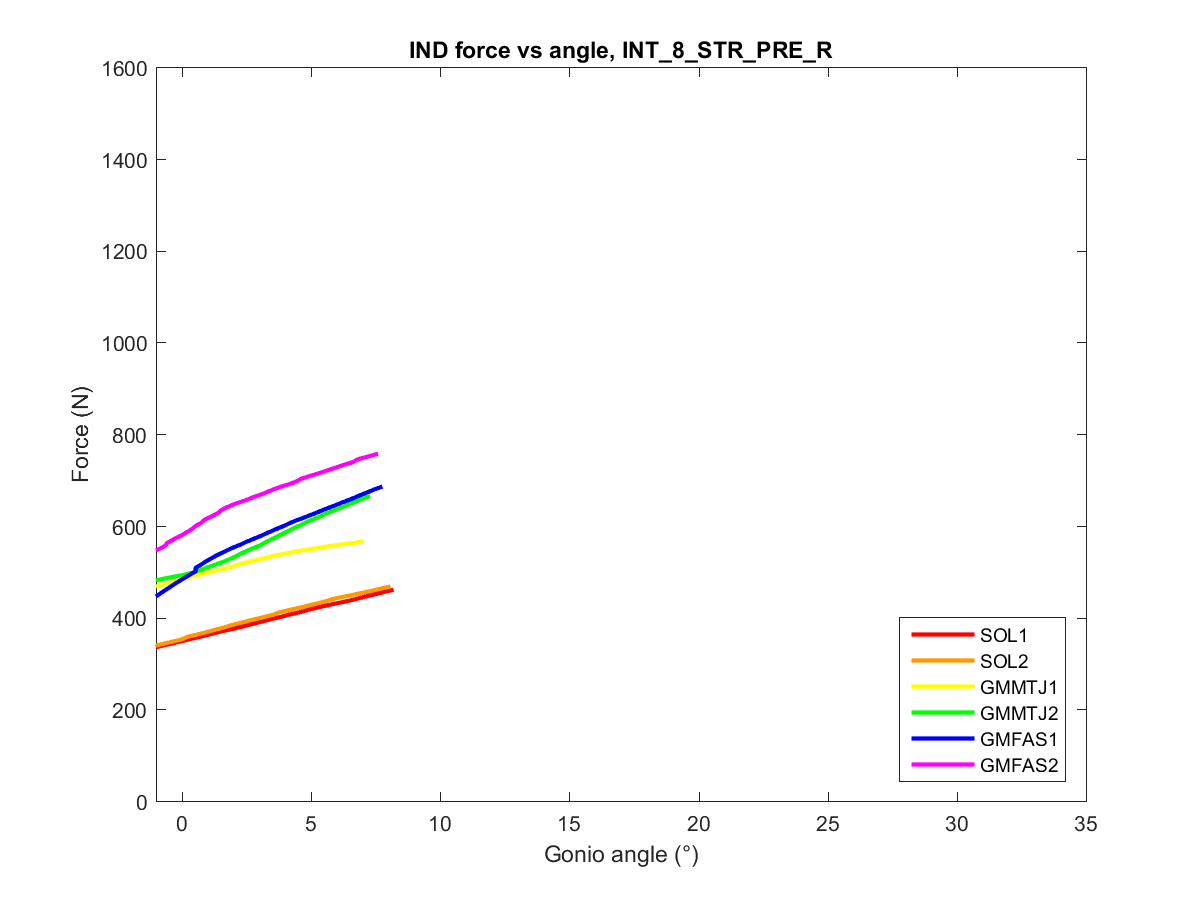 IND force vs angle, INT_8_STR_PRE_R
1600
1400
1200
1000
800
600
400
200
0
Force (N)
0 5 10 15 20 25 30 35
Gonio angle (°)
SOL1
SOL2
GMMTJ1
GMMTJ2
GMFAS1
GMFAS2